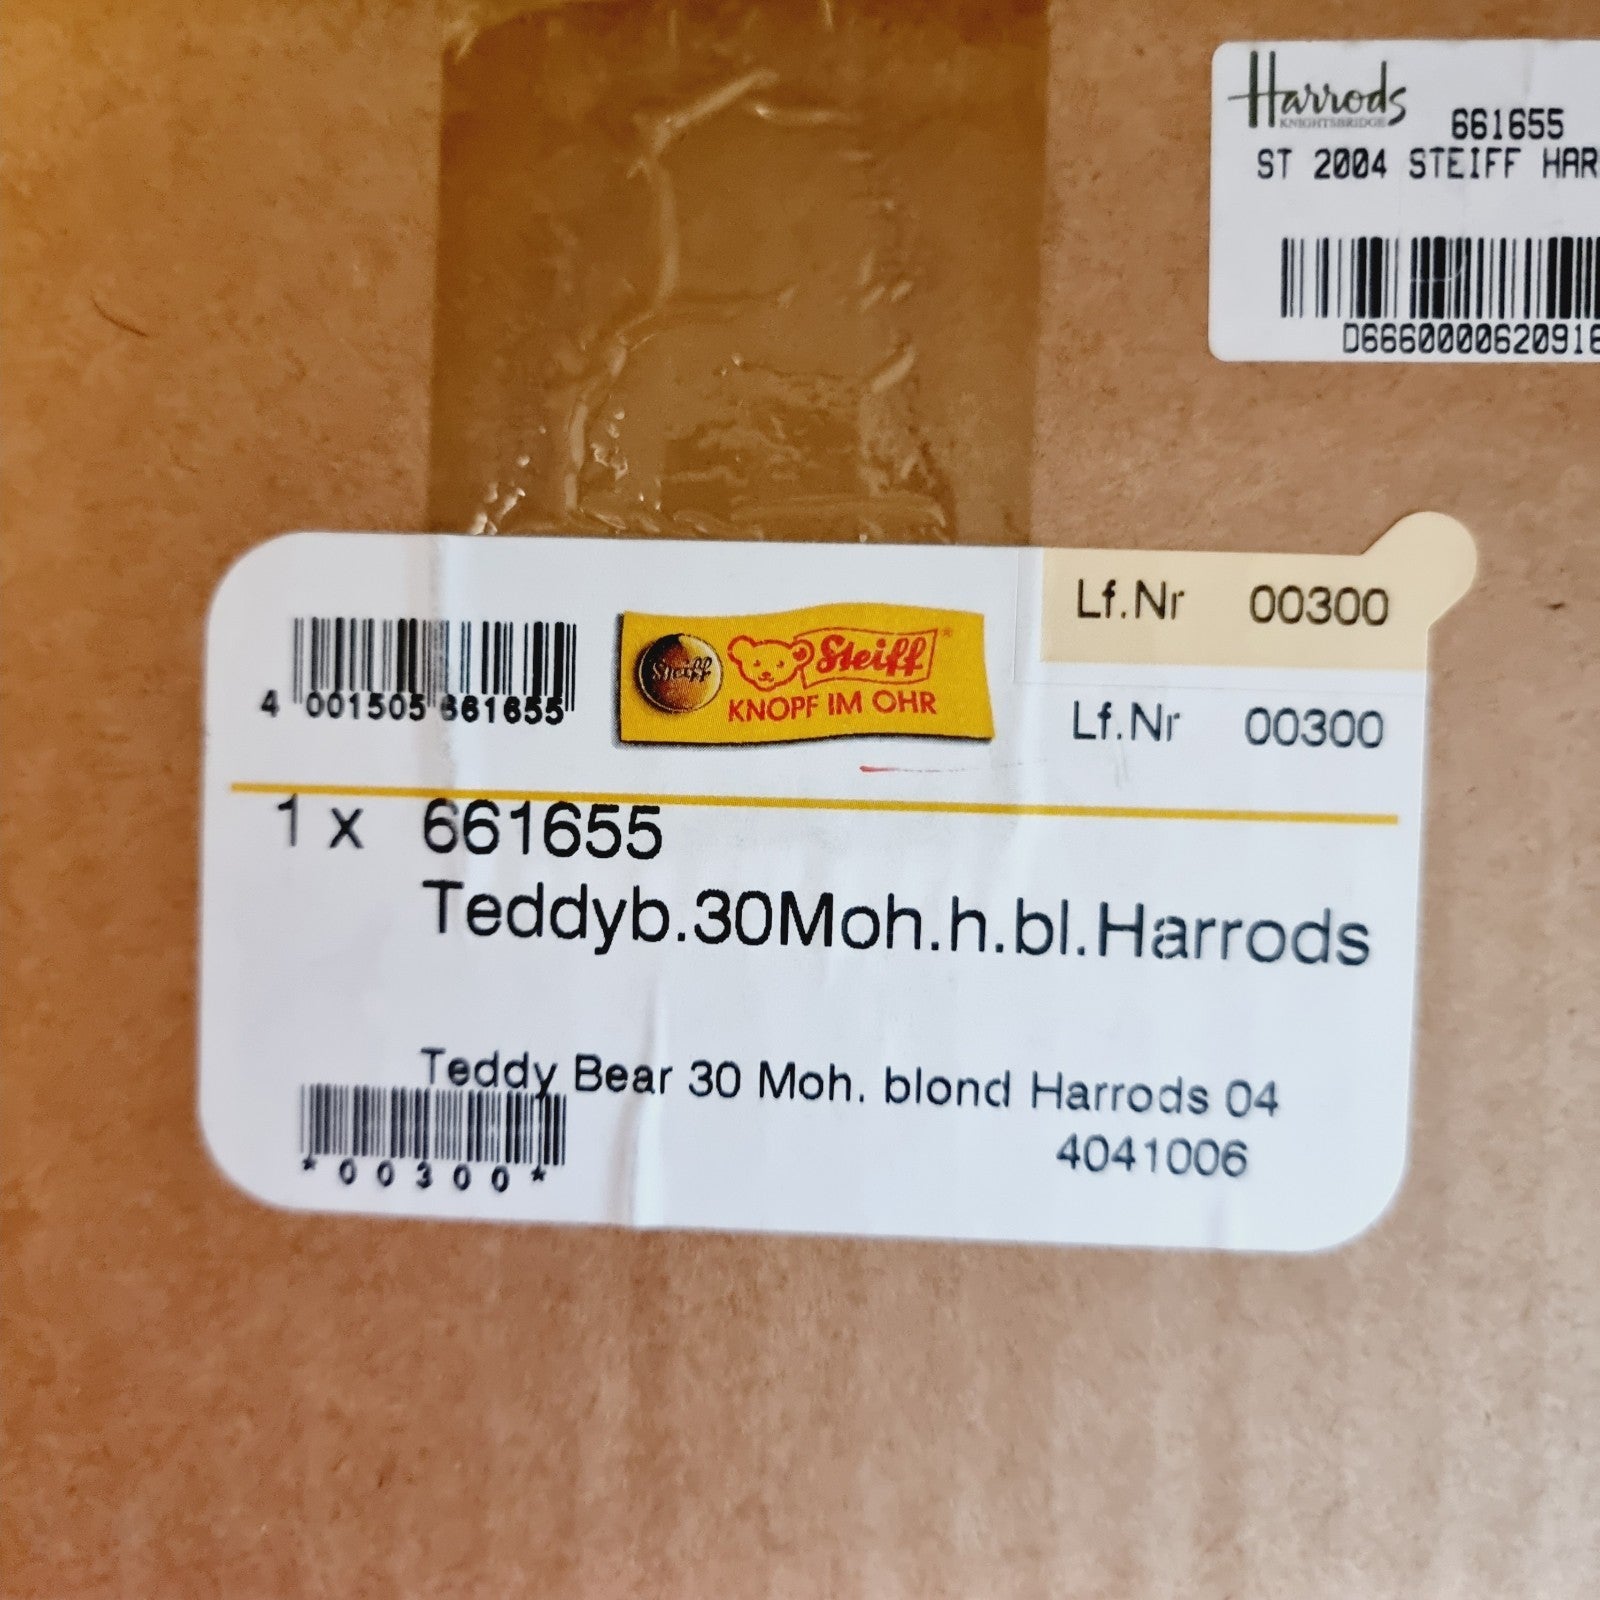 Harrods
KNIGHTSBRIDGE
661655
ST 2004 STEIFF HAR
D6660000620916
Lf.Nr 00300
4 001505 661655
Steiff
Steiff
KNOPF IM OHR
Lf.Nr 00300
1 x 661655
Teddyb.30Moh.h.bl.Harrods
Teddy Bear 30 Moh. blond Harrods 04
*00300*
4041006